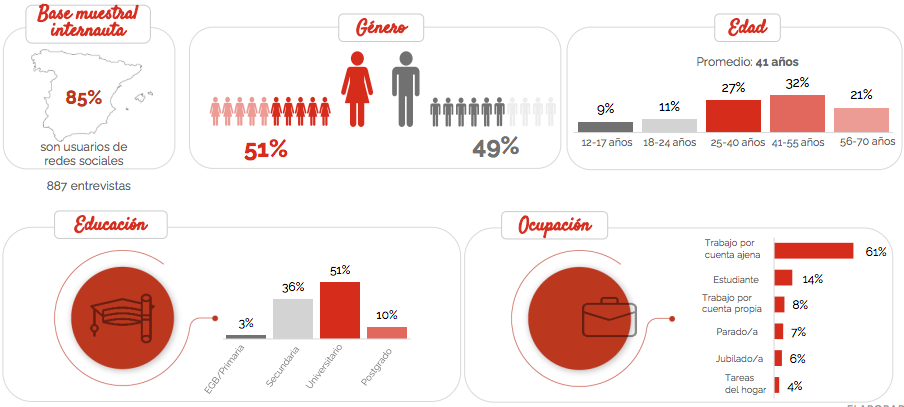 Base muestral
internauta
85%
son usuarios de
redes sociales
887 entrevistas
Género
51%
49%
Edad
Promedio: 41 años
9%
11%
27%
32%
21%
12-17 años
18-24 años
25-40 años
41-55 años
56-70 años
Educación
3%
36%
51%
10%
EGB/Primaria
Secundaria
Universitario
Postgrado
Ocupación
Trabajo por
cuenta ajena
61%
Estudiante
14%
Trabajo por
cuenta propia
8%
Parado/a
7%
Jubilado/a
6%
Tareas
del hogar
4%